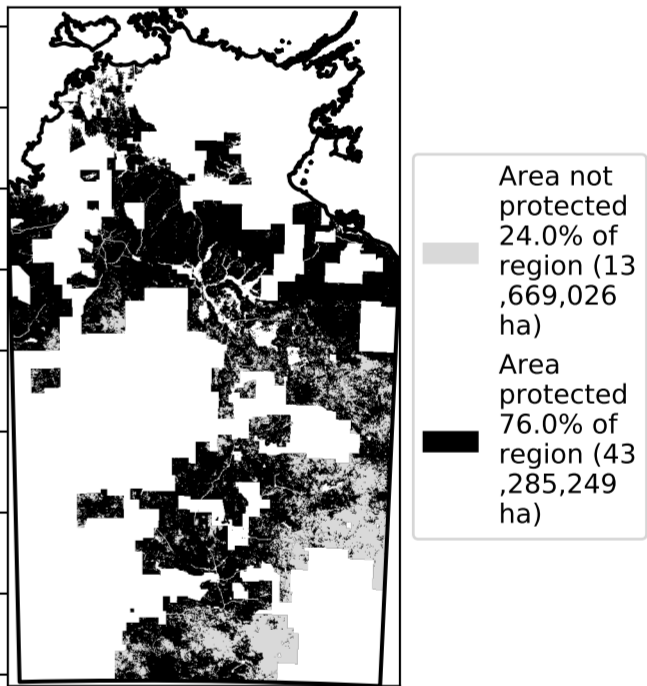 Area not
protected
24.0% of
region (13
,669,026
ha)
Area
protected
76.0% of
region (43
,285,249
ha)